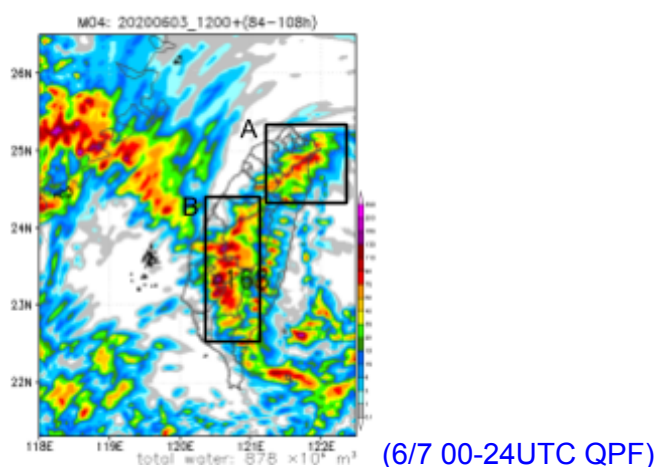 M04: 20200603_1200+(84-108h)
26N
A
25N
B
24N
166
23N
22N
118E 119E 120E 121E 122E
total water: 878 ×10⁶ m³
(6/7 00-24UTC QPF)